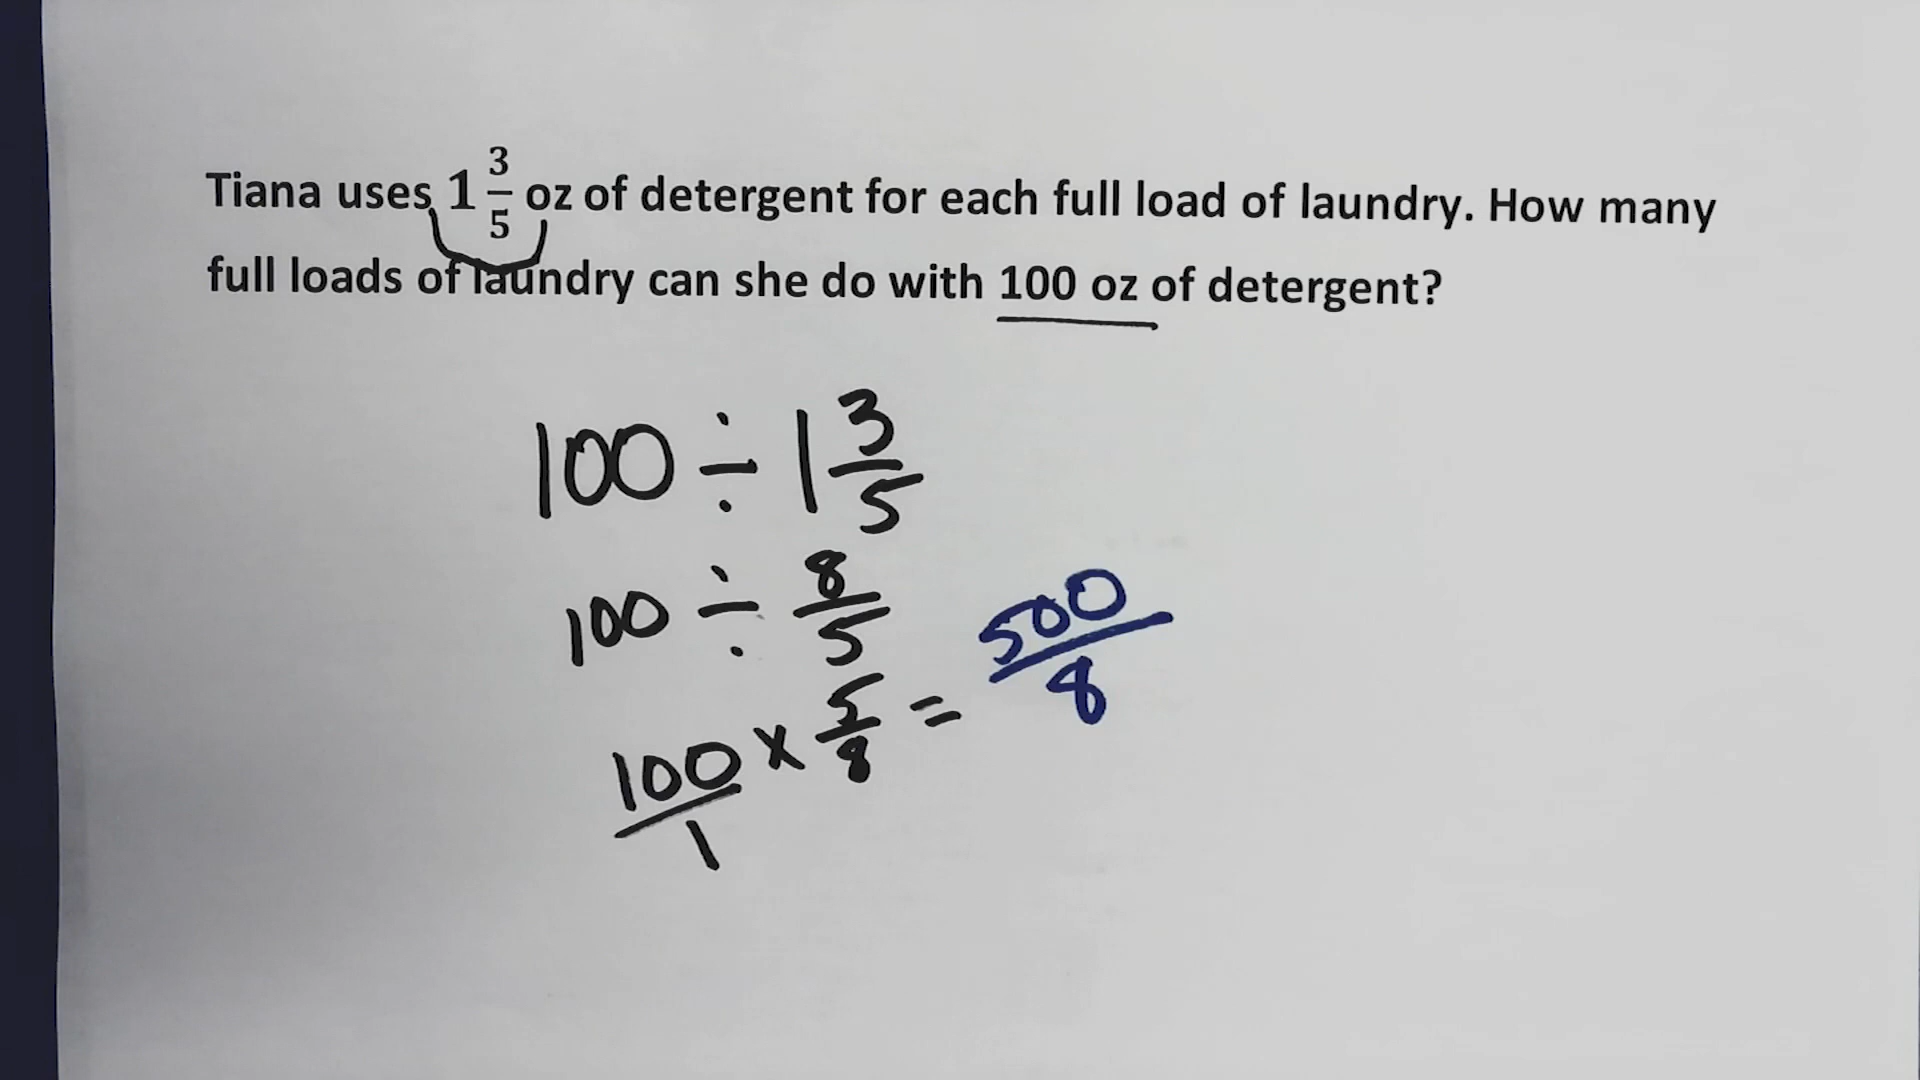 Tiana uses 1 3/5 oz of detergent for each full load of laundry. How many
full loads of laundry can she do with 100 oz of detergent?
100 ÷ 1 3/5
100 ÷ 8/5
100/1 × 5/8 = 500/8